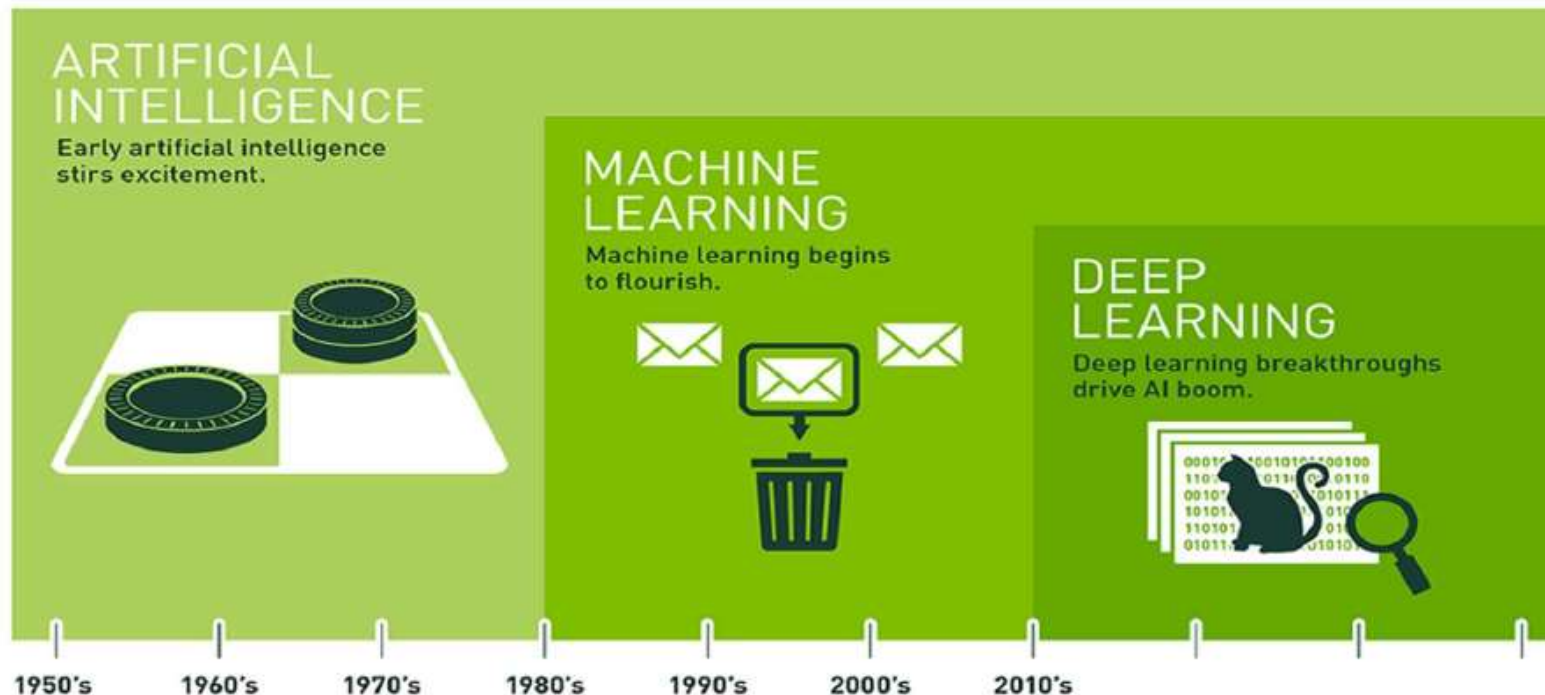 ARTIFICIAL
INTELLIGENCE
Early artificial intelligence
stirs excitement.
MACHINE
LEARNING
Machine learning begins
to flourish.
DEEP
LEARNING
Deep learning breakthroughs
drive AI boom.
1950's 1960's 1970's 1980's 1990's 2000's 2010's